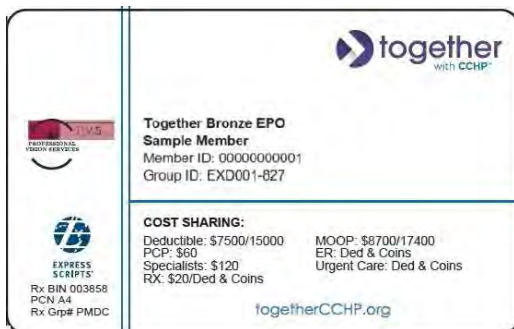 together
with CCHP
PROFESSIONAL
VISION SERVICES
Together Bronze EPO
Sample Member
Member ID: 00000000001
Group ID: EXD001-827
EXPRESS
SCRIPTS
Rx BIN 003858
PCN A4
Rx Grp# PMDC
COST SHARING:
Deductible: $7500/15000
PCP: $60
Specialists: $120
RX: $20/Ded & Coins
MOOP: $8700/17400
ER: Ded & Coins
Urgent Care: Ded & Coins
togetherCCHP.org